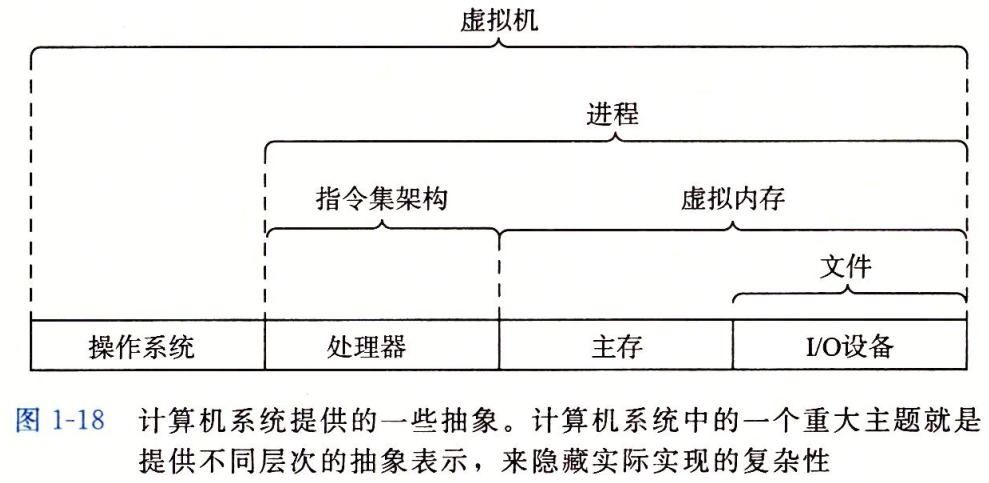 虚拟机
进程
指令集架构 虚拟内存
文件
操作系统 处理器 主存 I/O设备
图 1-18 计算机系统提供的一些抽象。计算机系统中的一个重大主题就是
提供不同层次的抽象表示，来隐藏实际实现的复杂性